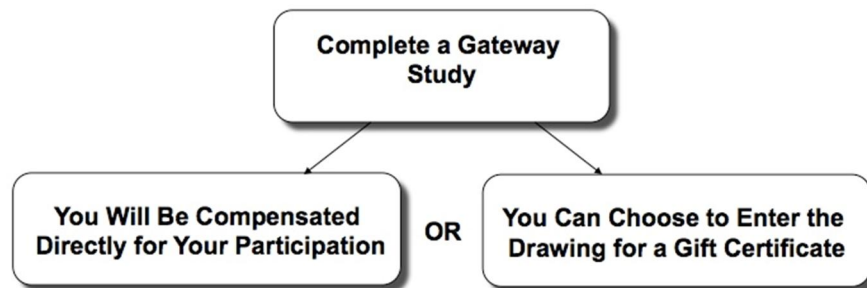 Complete a Gateway
Study
You Will Be Compensated
Directly for Your Participation
OR
You Can Choose to Enter the
Drawing for a Gift Certificate